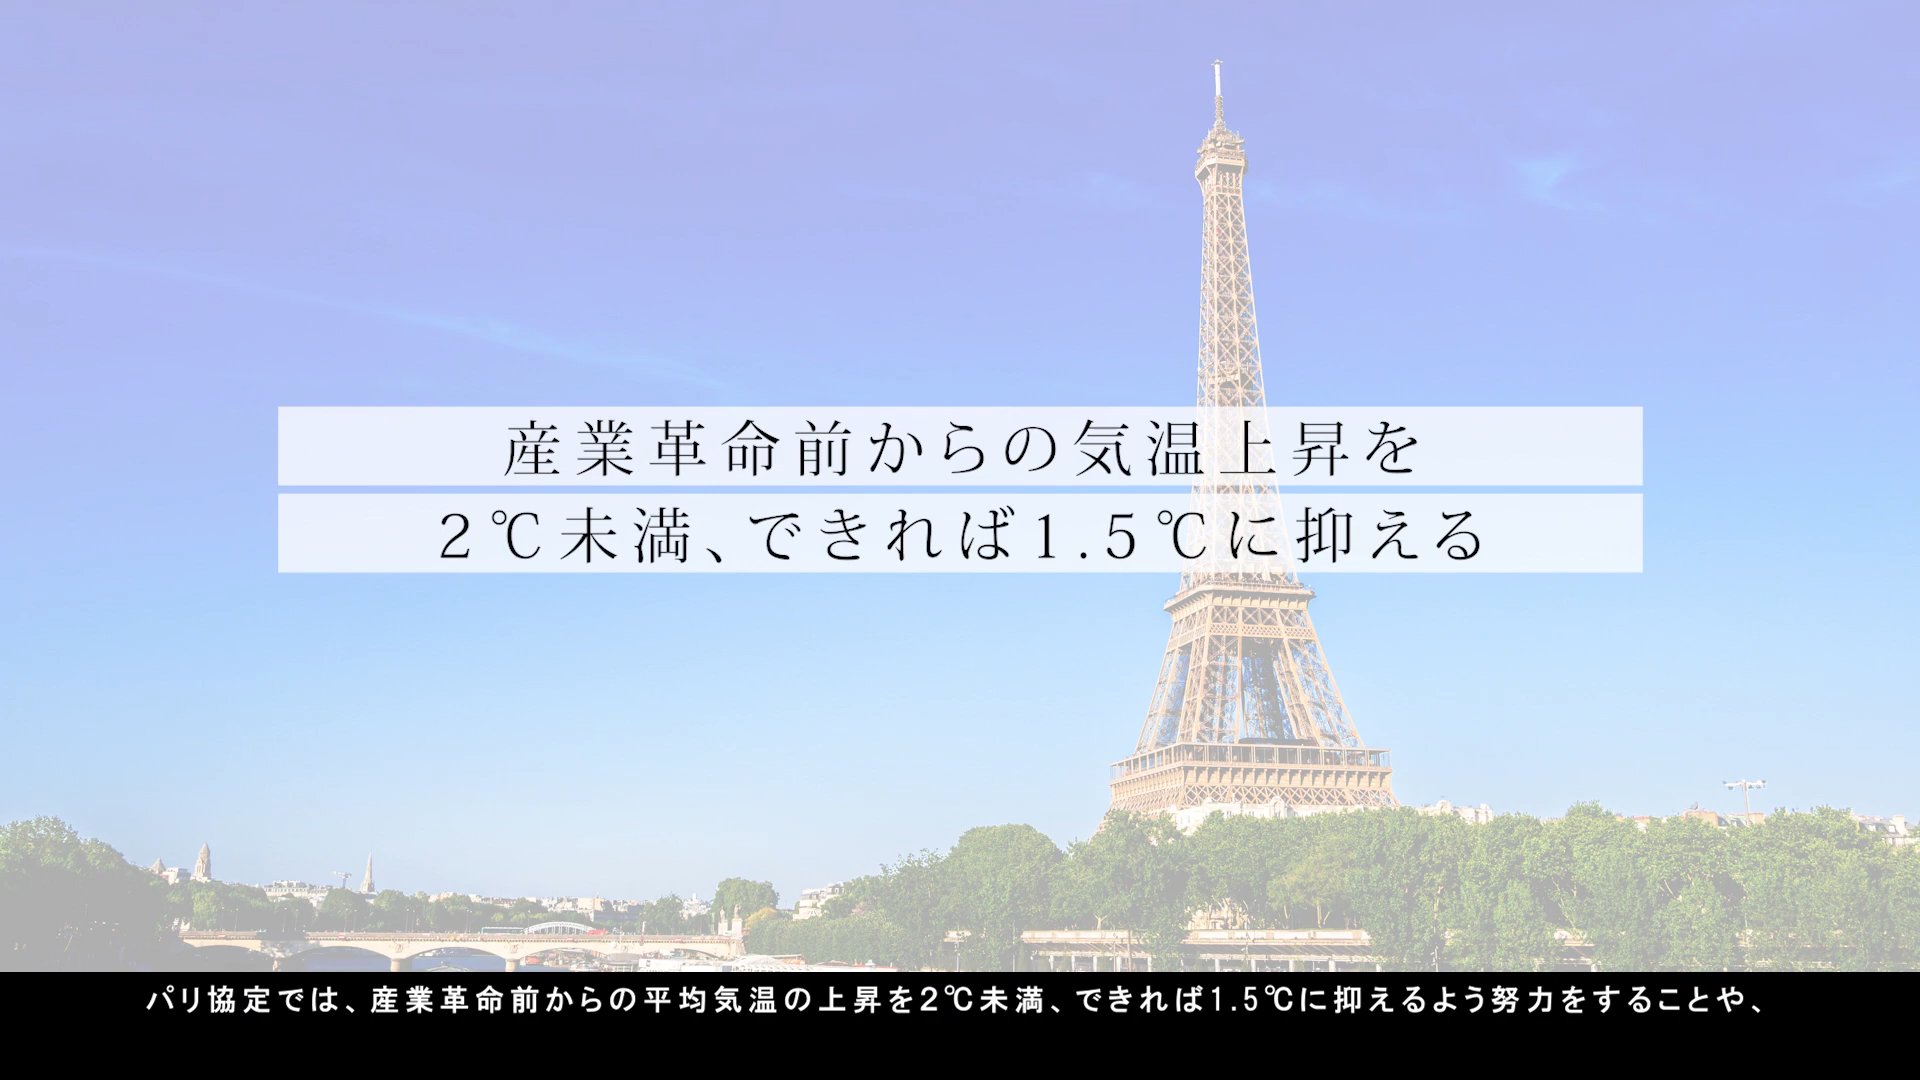 産業革命前からの気温上昇を
2℃未満、できれば1.5℃に抑える
パリ協定では、産業革命前からの平均気温の上昇を2℃未満、できれば1.5℃に抑えるよう努力をすることや、